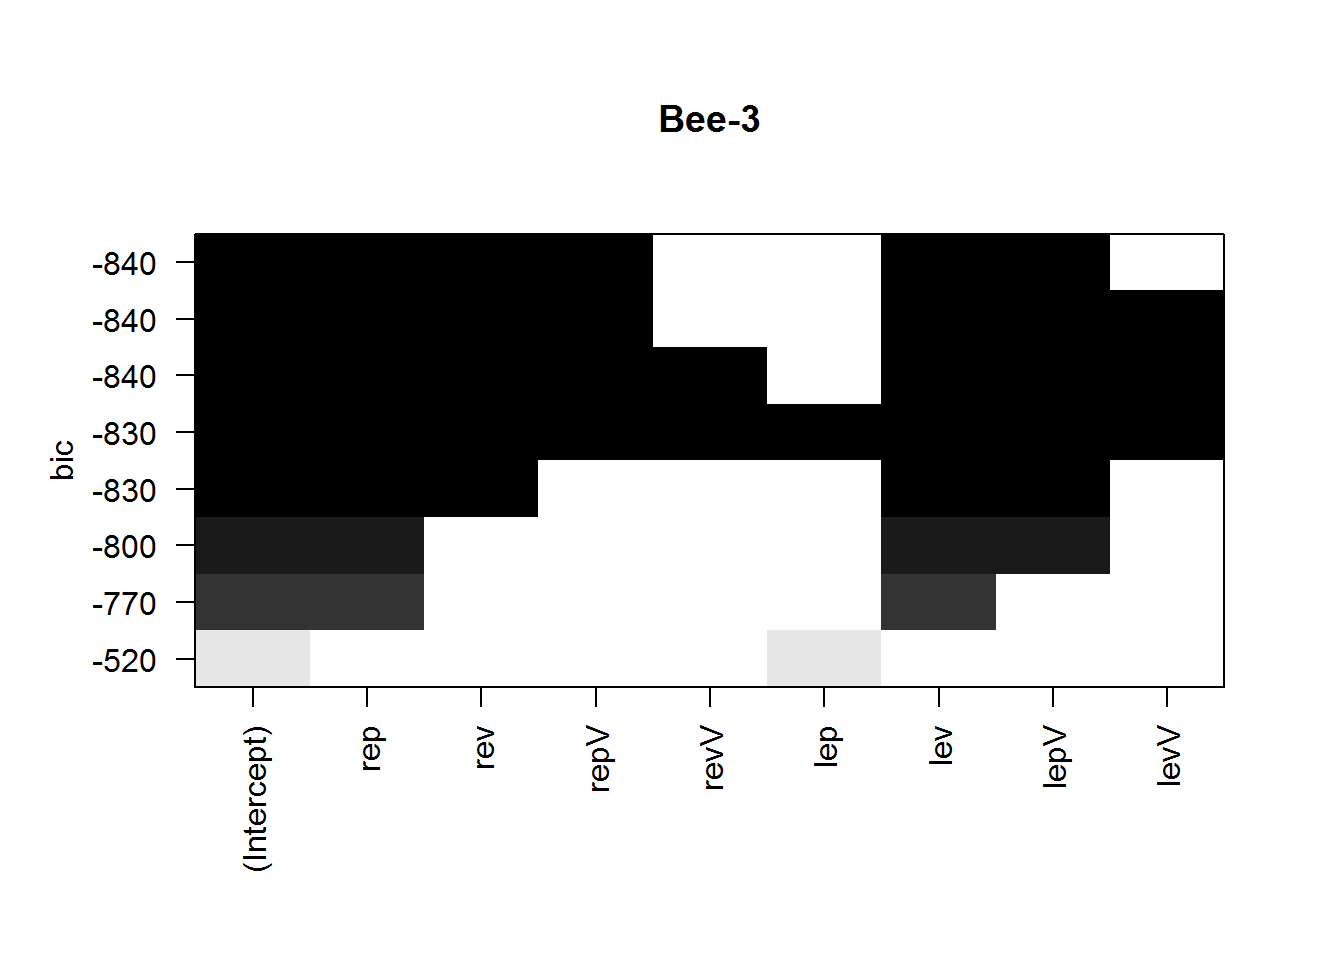 Bee-3
bic
-840
-840
-840
-830
-830
-800
-770
-520
(Intercept)
rep
rev
repV
revV
lep
lev
lepV
levV